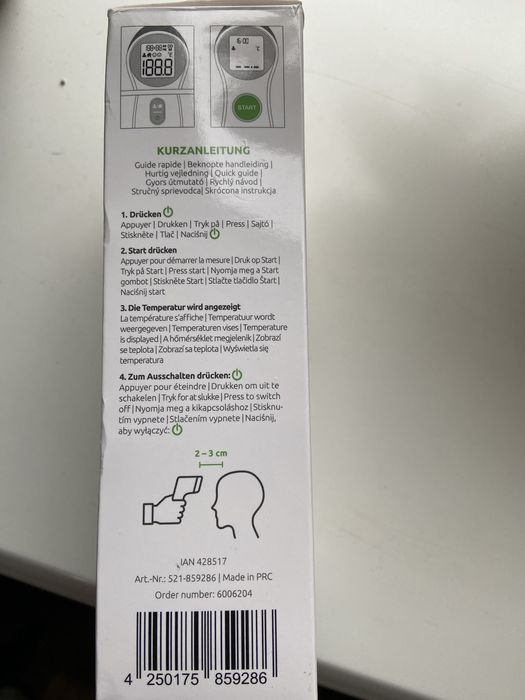 188:88
°C
188.8
16:00
°C
START
KURZANLEITUNG
Guide rapide | Beknopte handleiding |
Hurtig vejledning | Quick guide |
Gyors útmutató | Rychlý návod |
Stručný sprievodca| Skrócona instrukcja
1. Drücken
Appuyer | Drukken | Tryk på | Press | Sajtó |
Stiskněte | Tlač | Naciśnij
2. Start drücken
Appuyer pour démarrer la mesure | Druk op Start |
Tryk på Start | Press start | Nyomja meg a Start
gombot | Stiskněte Start | Stlačte tlačidlo Štart |
Naciśnij start
3. Die Temperatur wird angezeigt
La température s'affiche | Temperatuur wordt
weergegeven | Temperaturen vises | Temperature
is displayed | A hőmérséklet megjelenik | Zobrazí
se teplota | Zobrazí sa teplota | Wyświetla się
temperatura
4. Zum Ausschalten drücken:
Appuyer pour éteindre | Drukken om uit te
schakelen | Tryk for at slukke | Press to switch
off | Nyomja meg a kikapcsoláshoz | Stisknu-
tím vypnete | Stlačením vypnete | Naciśnij,
aby wyłączyć:
2 – 3 cm
IAN 428517
Art.-Nr.: 521-859286 | Made in PRC
Order number: 6006204
4 250175 859286